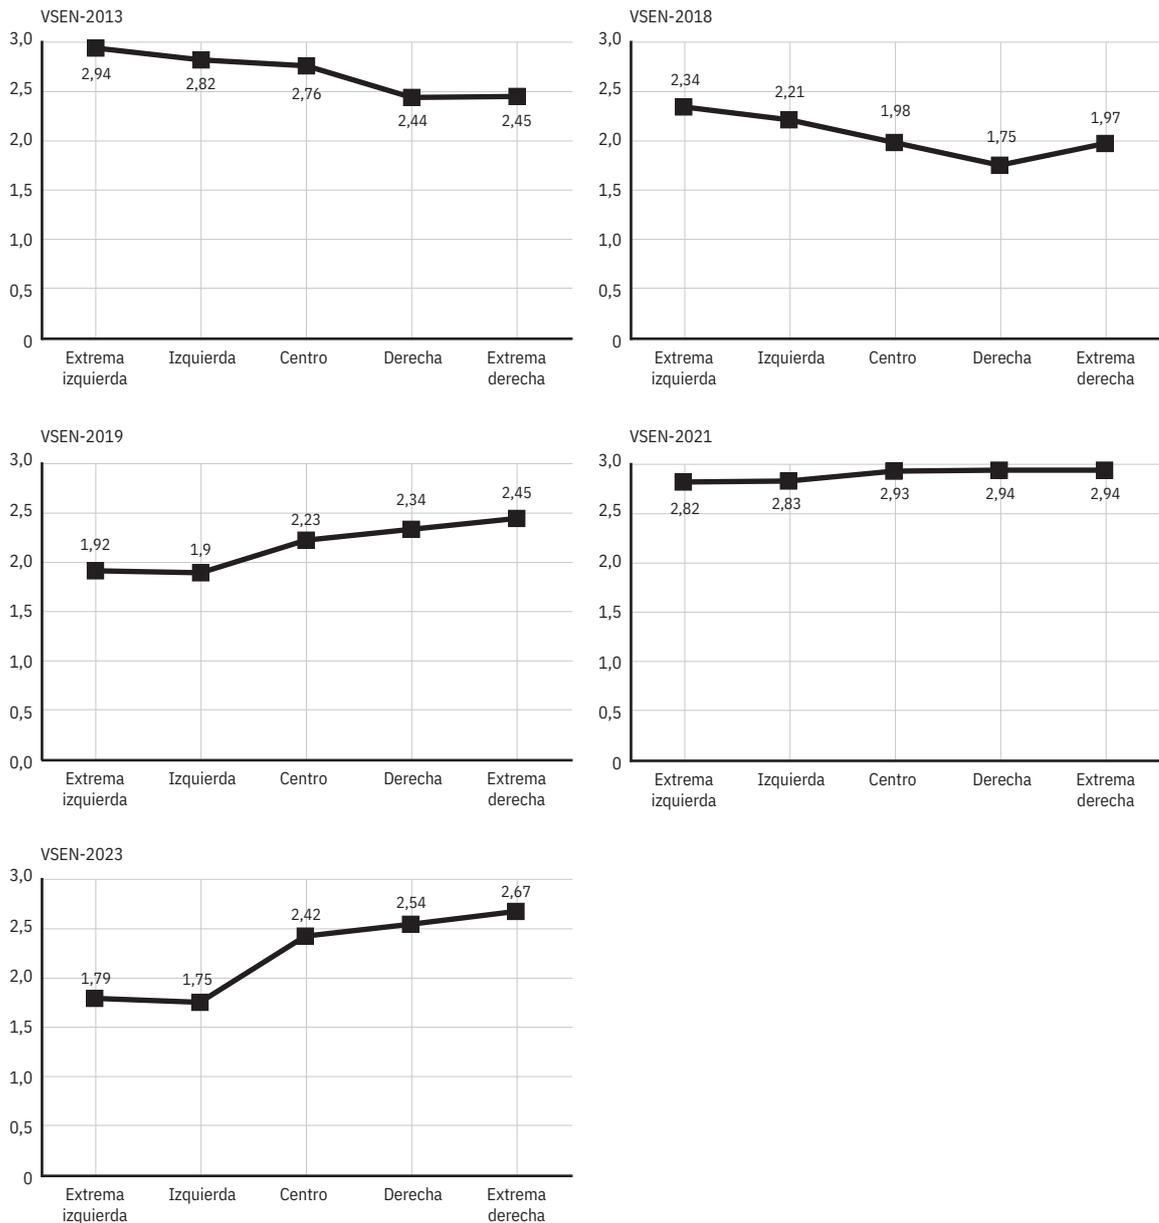 VSEN-2013
3,0
2,5
2,0
1,5
1,0
0,5
0
2,94
2,82
2,76
2,44
2,45
Extrema izquierda
Izquierda
Centro
Derecha
Extrema derecha
VSEN-2018
3,0
2,5
2,0
1,5
1,0
0,5
0
2,34
2,21
1,98
1,75
1,97
Extrema izquierda
Izquierda
Centro
Derecha
Extrema derecha
VSEN-2019
3,0
2,5
2,0
1,5
1,0
0,5
0,0
1,92
1,9
2,23
2,34
2,45
Extrema izquierda
Izquierda
Centro
Derecha
Extrema derecha
VSEN-2021
3,0
2,5
2,0
1,5
1,0
0,5
0
2,82
2,83
2,93
2,94
2,94
Extrema izquierda
Izquierda
Centro
Derecha
Extrema derecha
VSEN-2023
3,0
2,5
2,0
1,5
1,0
0,5
0
1,79
1,75
2,42
2,54
2,67
Extrema izquierda
Izquierda
Centro
Derecha
Extrema derecha